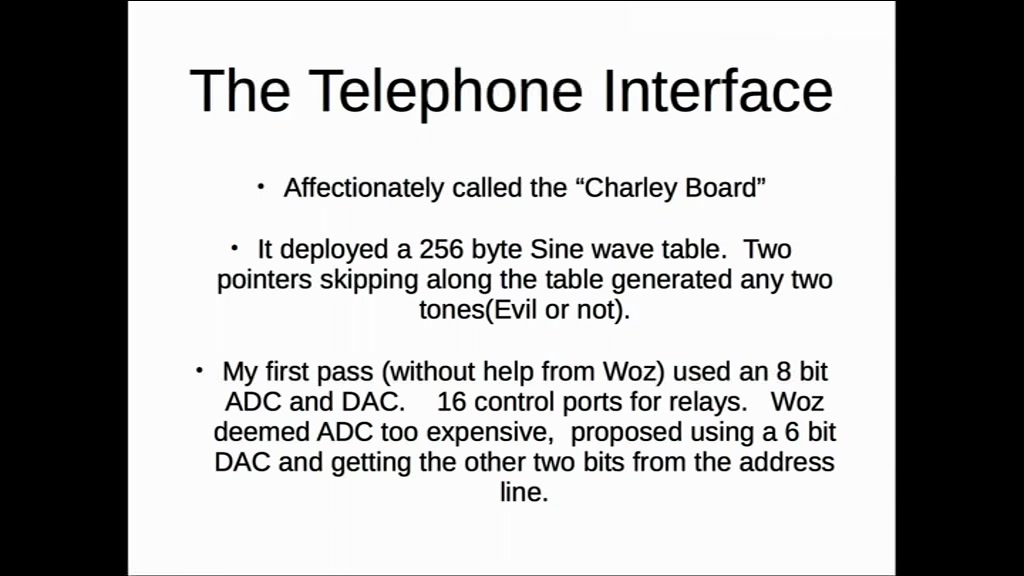 The Telephone Interface
• Affectionately called the “Charley Board”
• It deployed a 256 byte Sine wave table.  Two
pointers skipping along the table generated any two
tones(Evil or not).
• My first pass (without help from Woz) used an 8 bit
ADC and DAC.    16 control ports for relays.   Woz
deemed ADC too expensive,  proposed using a 6 bit
DAC and getting the other two bits from the address
line.